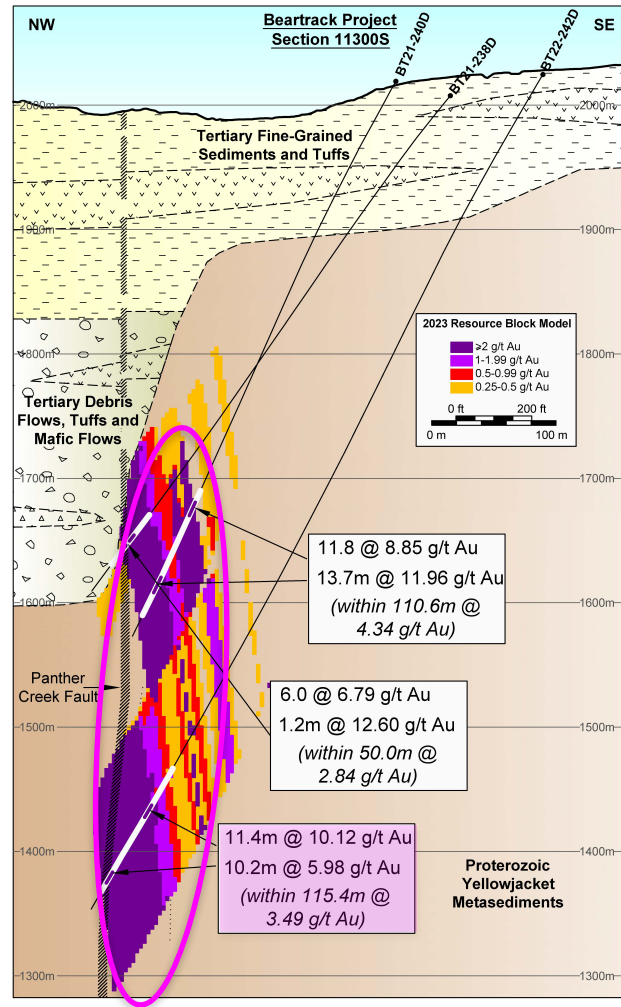 NW
Beartrack Project
Section 11300S
SE
BT21-240D
BT21-238D
BT22-242D
2000m
2000m
Tertiary Fine-Grained
Sediments and Tuffs
1900m
1900m
2023 Resource Block Model
≥2 g/t Au
1-1.99 g/t Au
0.5-0.99 g/t Au
0.25-0.5 g/t Au
0 ft 200 ft
0 m 100 m
1800m
1800m
Tertiary Debris
Flows, Tuffs and
Mafic Flows
1700m
1700m
11.8 @ 8.85 g/t Au
13.7m @ 11.96 g/t Au
(within 110.6m @
4.34 g/t Au)
1600m
1600m
Panther
Creek Fault
6.0 @ 6.79 g/t Au
1.2m @ 12.60 g/t Au
(within 50.0m @
2.84 g/t Au)
1500m
1500m
11.4m @ 10.12 g/t Au
10.2m @ 5.98 g/t Au
(within 115.4m @
3.49 g/t Au)
1400m
1400m
Proterozoic
Yellowjacket
Metasediments
1300m
1300m